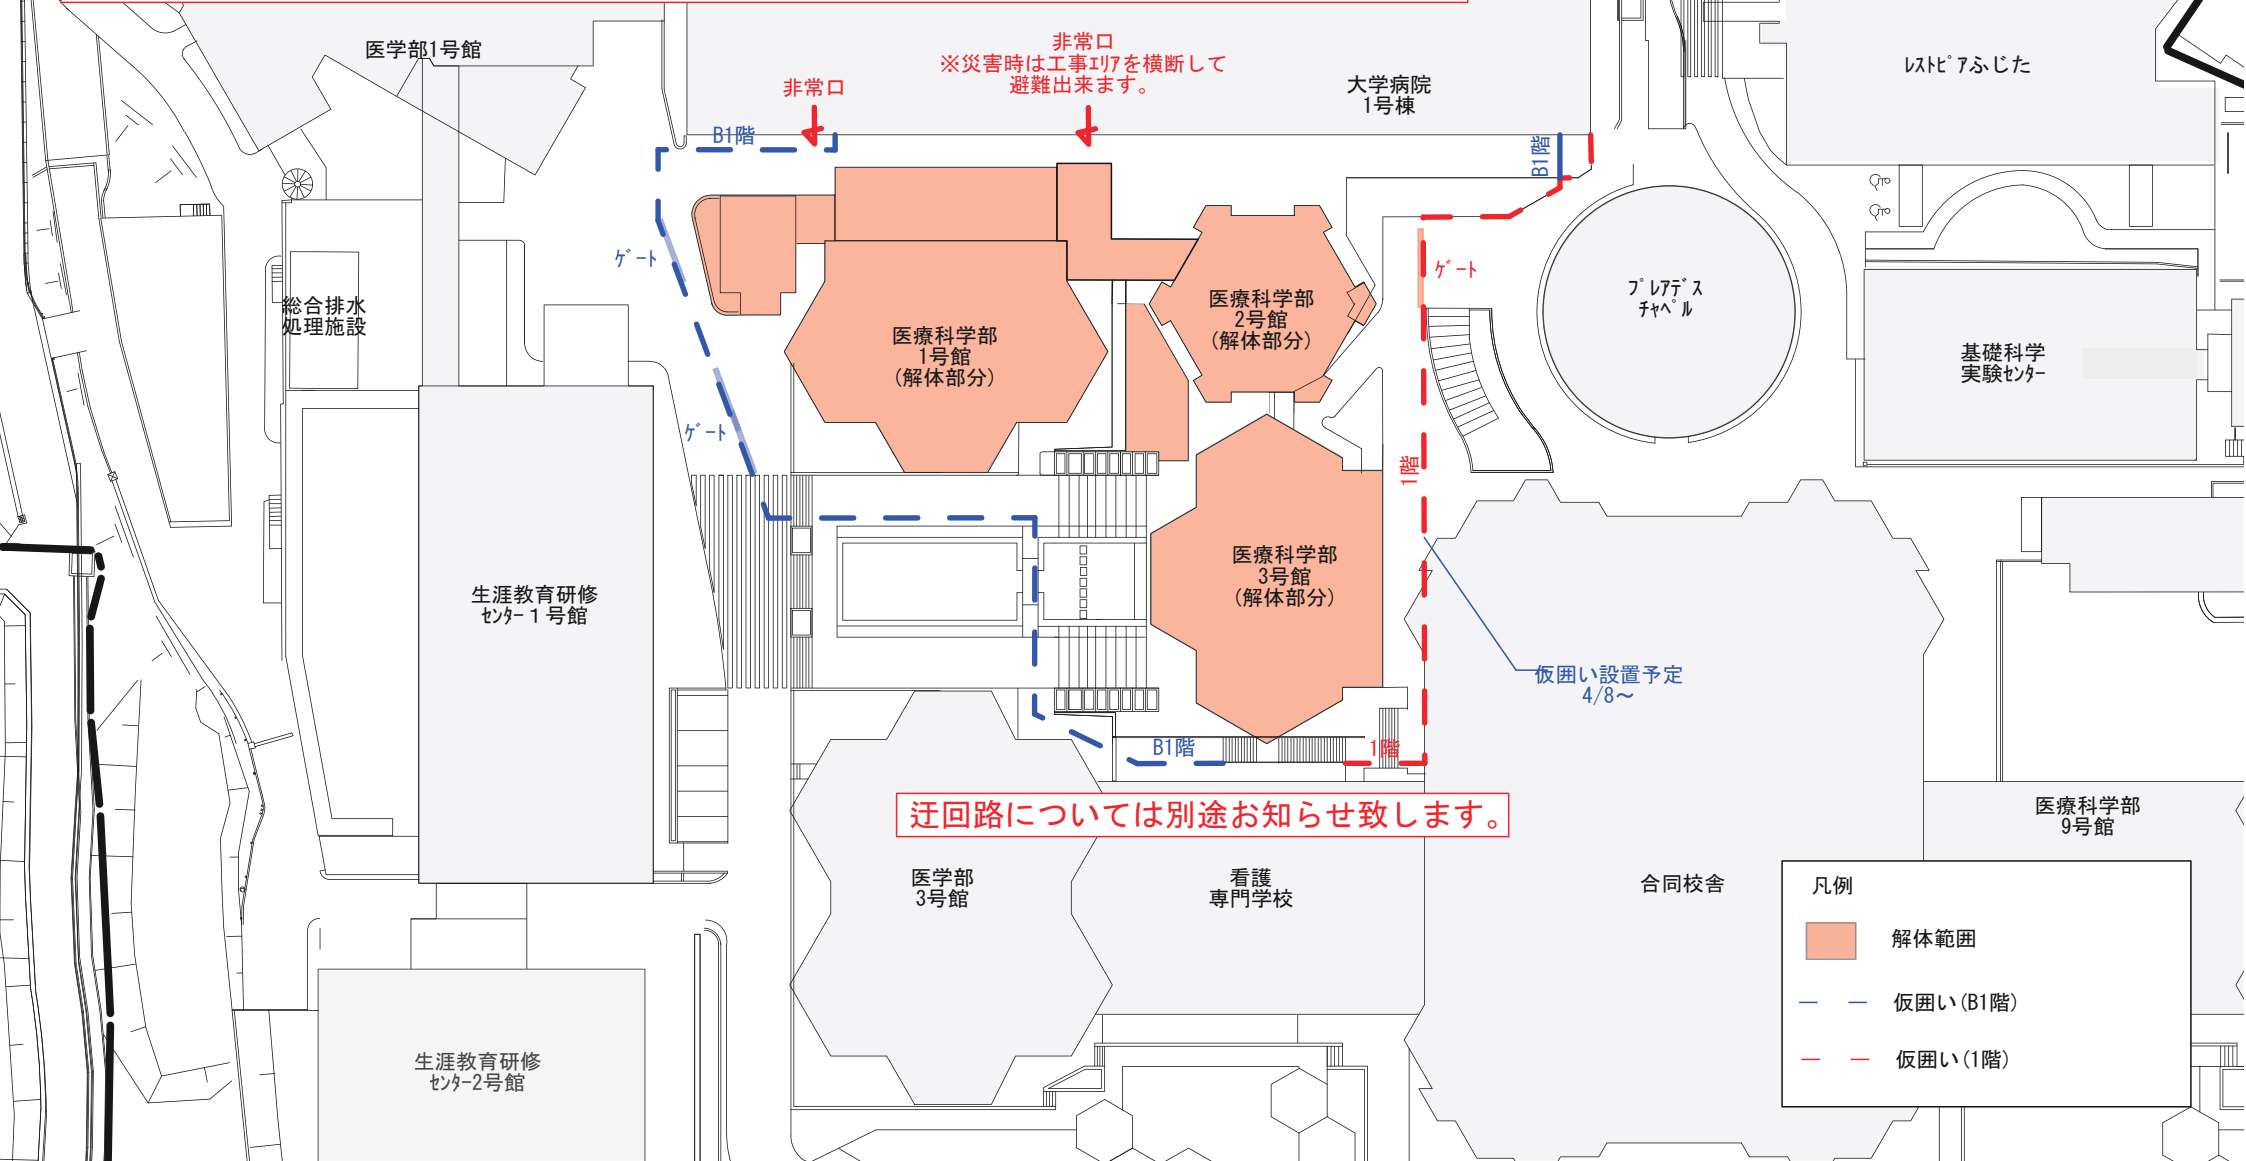 医学部1号館
非常口
非常口
※災害時は工事ｴﾘｱを横断して
避難出来ます。
大学病院
1号棟
ﾚｽﾄﾋﾟｱふじた
B1階
B1階
ｹﾞｰﾄ
ｹﾞｰﾄ
総合排水
処理施設
医療科学部
1号館
(解体部分)
医療科学部
2号館
(解体部分)
ﾌﾟﾚｱﾃﾞｽ
ﾁｬﾍﾟﾙ
基礎科学
実験ｾﾝﾀｰ
ｹﾞｰﾄ
1階
生涯教育研修
ｾﾝﾀｰ１号館
医療科学部
3号館
(解体部分)
仮囲い設置予定
4/8～
B1階
1階
迂回路については別途お知らせ致します。
医療科学部
9号館
医学部
3号館
看護
専門学校
合同校舎
凡例
解体範囲
仮囲い(B1階)
仮囲い(1階)
生涯教育研修
ｾﾝﾀｰ2号館